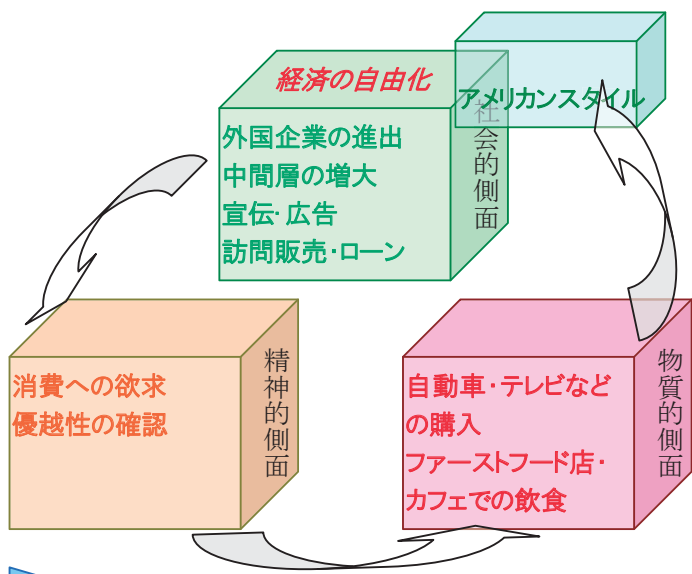 経済の自由化
アメリカンスタイル
外国企業の進出
中間層の増大
宣伝・広告
訪問販売・ローン
社会的側面
消費への欲求
優越性の確認
精神的側面
自動車・テレビなど
の購入
ファーストフード店・
カフェでの飲食
物質的側面